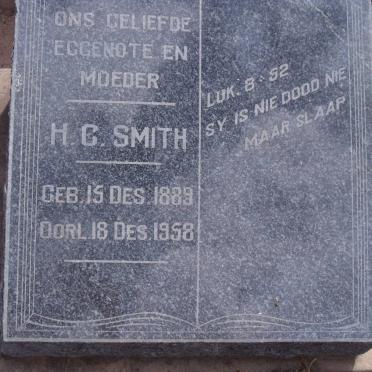 ONS GELIEFDE
EGGENOTE EN
MOEDER
H. G. SMITH
GEB. 15 DES. 1889
OORL. 18 DES. 1958
LUK. 8:52
SY IS NIE DOOD NIE
MAAR SLAAP